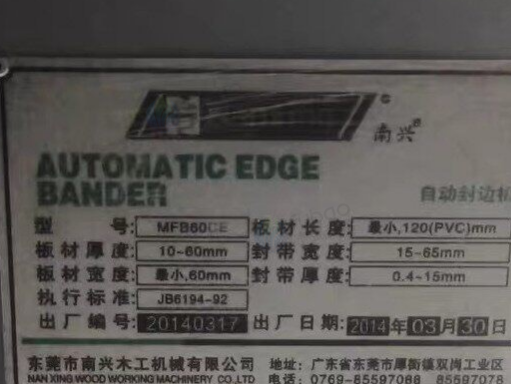 南兴®
AUTOMATIC EDGE
BANDER
自动封边机
型 号: MFB60CE 板材长度: 最小,120(PVC)mm
板材厚度: 10-60mm 封带宽度: 15-65mm
板材宽度: 最小,60mm 封带厚度: 0.4-15mm
执行标准: JB6194-92
出厂编号: 20140317 出厂日期: 2014年03月30日
东莞市南兴木工机械有限公司 地址: 广东省东莞市厚街镇双岗工业区
NAN XING WOOD WORKING MACHINERY CO.,LTD 电话: 0769-85597088 85597078